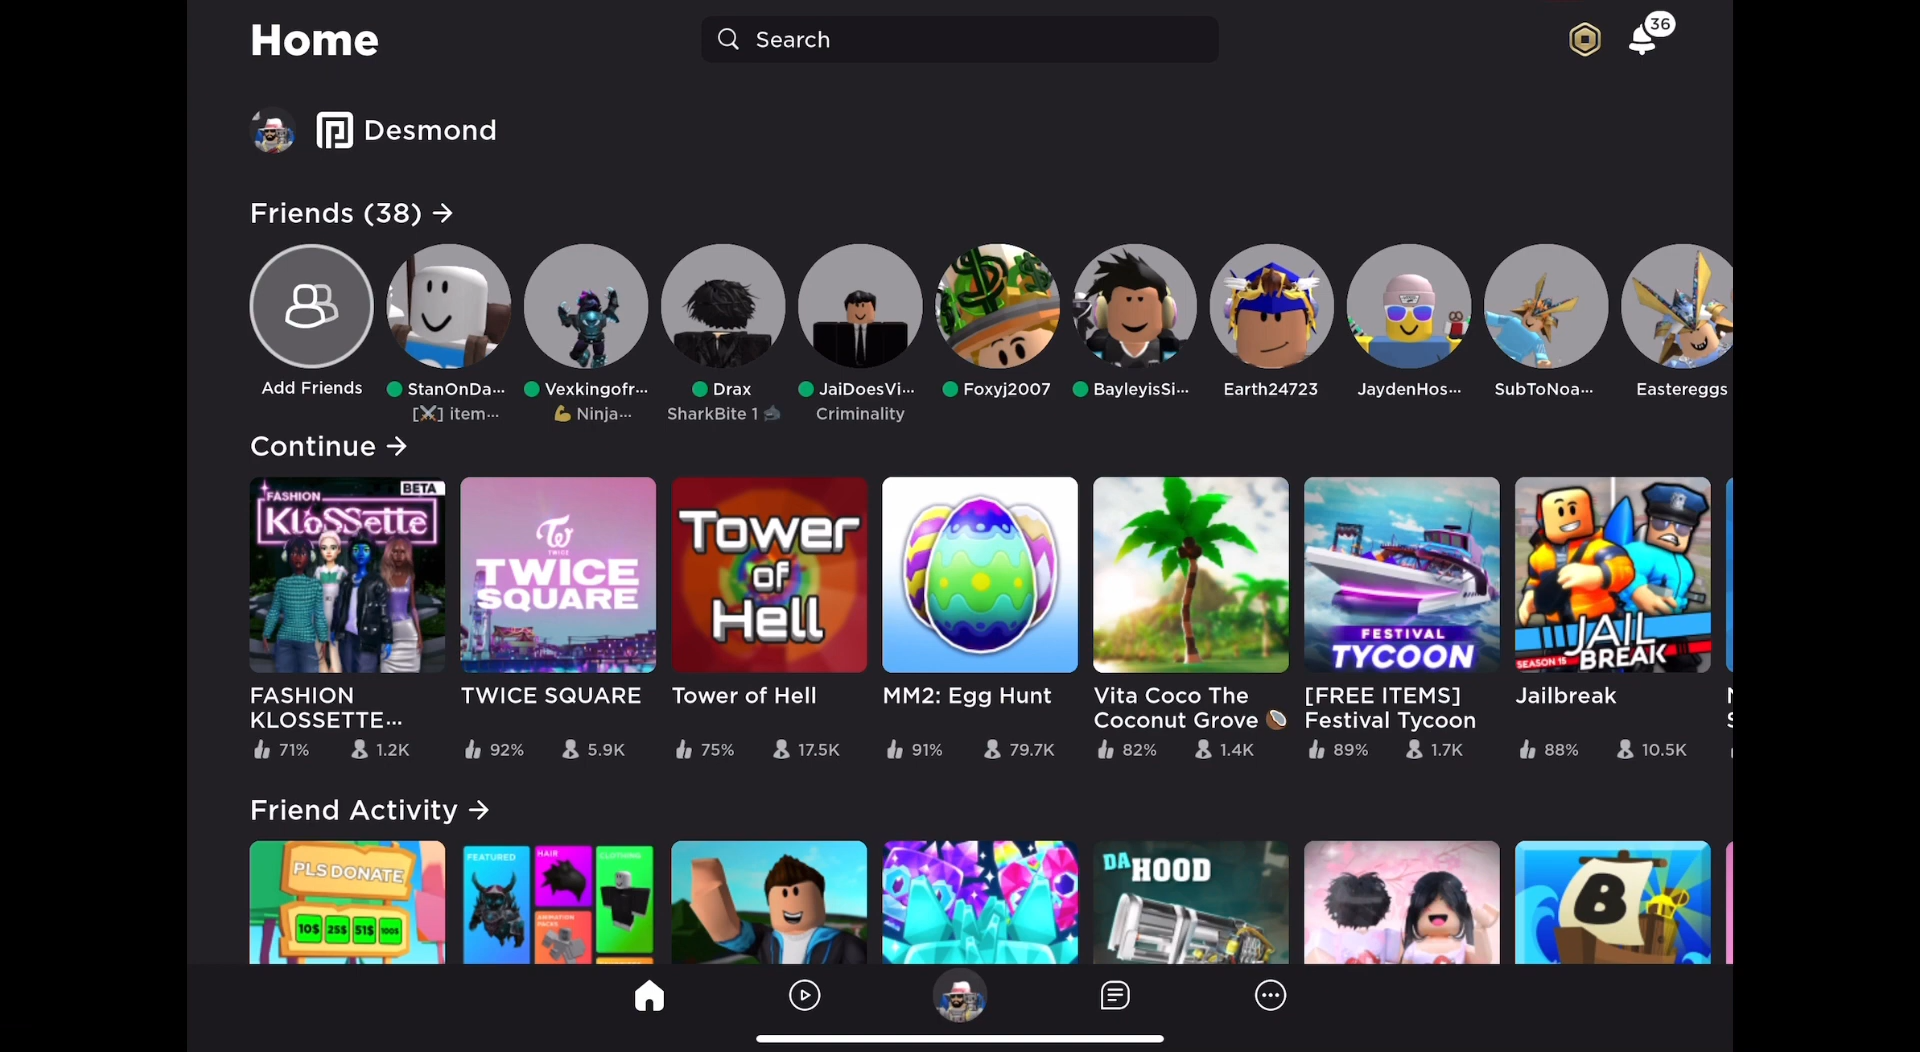 Home
Search
36
Desmond
Friends (38)
Add Friends
StanOnDa...
[⚔️] item...
Vexkingofr...
💪 Ninja...
Drax
SharkBite 1 🦈
JaiDoesVi...
Criminality
Foxyj2007
BayleyisSi...
Earth24723
JaydenHos...
SubToNoa...
Eastereggs
Continue
FASHION
KLOSSETTE
BETA
TWICE
TWICE
SQUARE
Tower
of
Hell
FESTIVAL
TYCOON
JAIL
BREAK
SEASON 15
FASHION
KLOSSETTE...
71%
1.2K
TWICE SQUARE
92%
5.9K
Tower of Hell
75%
17.5K
MM2: Egg Hunt
91%
79.7K
Vita Coco The
Coconut Grove 🥥
82%
1.4K
[FREE ITEMS]
Festival Tycoon
89%
1.7K
Jailbreak
88%
10.5K
Friend Activity
PLS DONATE
10$ 25$ 51$ 100$
FEATURED
HAIR
CLOTHING
ANIMATION
PACKS
DA HOOD
B